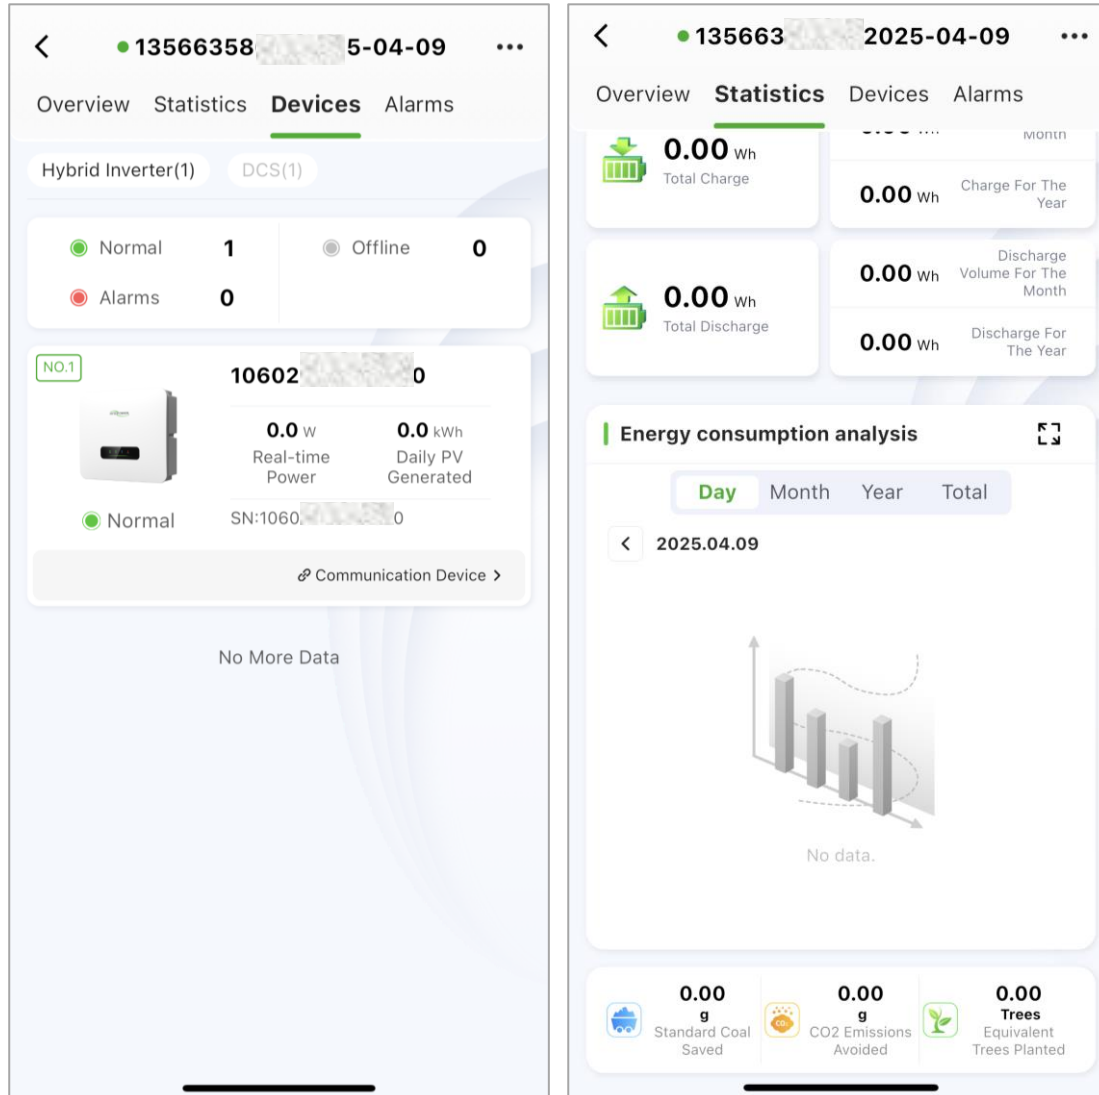 13566358 5-04-09
Overview Statistics Devices Alarms
Hybrid Inverter(1) DCS(1)
Normal 1 Offline 0
Alarms 0
NO.1
10602 0
0.0 W 0.0 kWh
Real-time Daily PV
Power Generated
Normal SN:1060 0
Communication Device
No More Data
135663 2025-04-09
Overview Statistics Devices Alarms
0.00 Wh
Total Charge
Month
0.00 Wh Charge For The
Year
0.00 Wh
Total Discharge
0.00 Wh Discharge
Volume For The
Month
0.00 Wh Discharge For
The Year
Energy consumption analysis
Day Month Year Total
2025.04.09
No data.
0.00
g
Standard Coal
Saved
CO2
0.00
g
CO2 Emissions
Avoided
0.00
Trees
Equivalent
Trees Planted